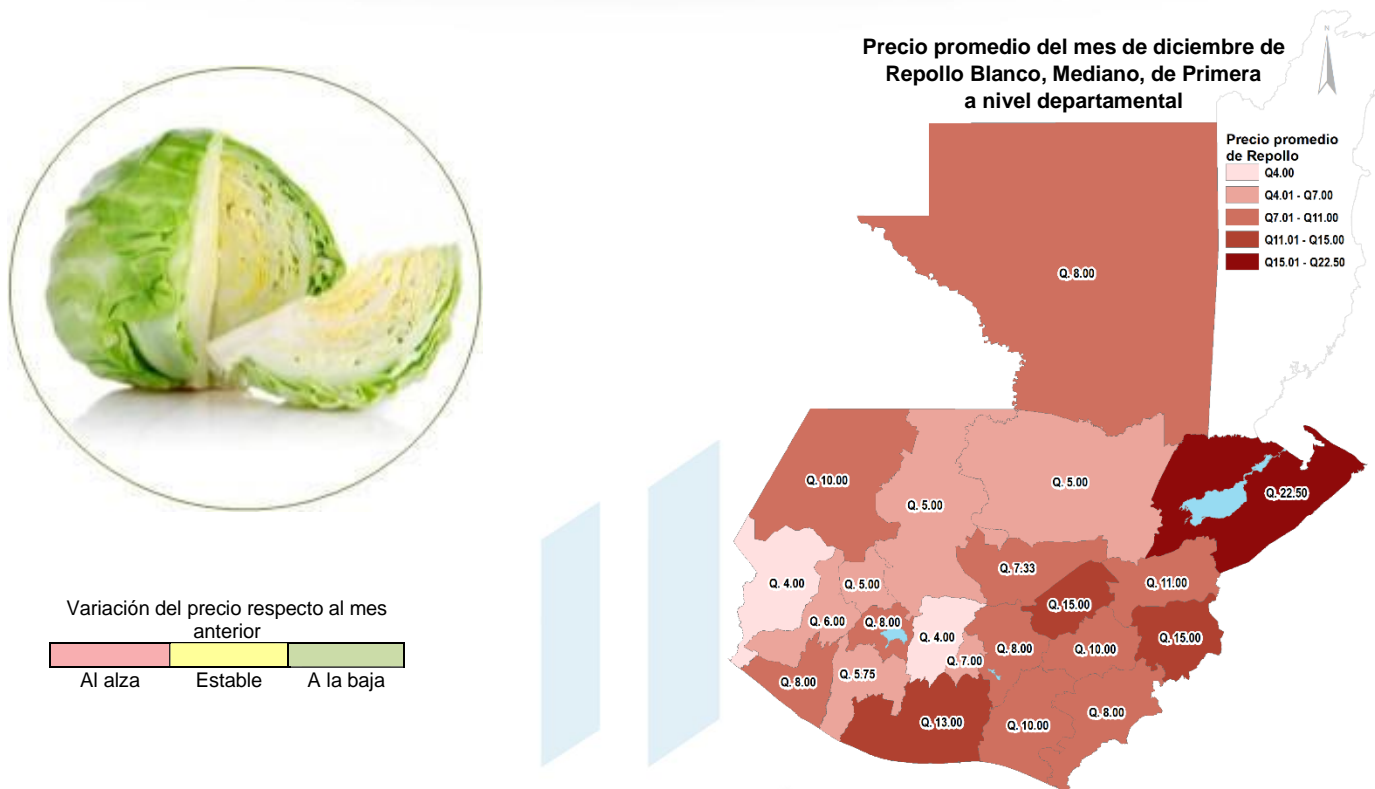 Precio promedio del mes de diciembre de
Repollo Blanco, Mediano, de Primera
a nivel departamental
N
Precio promedio
de Repollo
Q4.00
Q4.01 - Q7.00
Q7.01 - Q11.00
Q11.01 - Q15.00
Q15.01 - Q22.50
Q. 8.00
Q. 10.00
Q. 5.00
Q. 5.00
Q. 22.50
Q. 7.33
Q. 4.00
Q. 5.00
Q. 11.00
Q. 15.00
Q. 6.00
Q. 8.00
Q. 4.00
Q. 8.00
Q. 10.00
Q. 15.00
Q. 7.00
Q. 8.00
Q. 5.75
Q. 13.00
Q. 10.00
Q. 8.00
Variación del precio respecto al mes
anterior
Al alza
Estable
A la baja